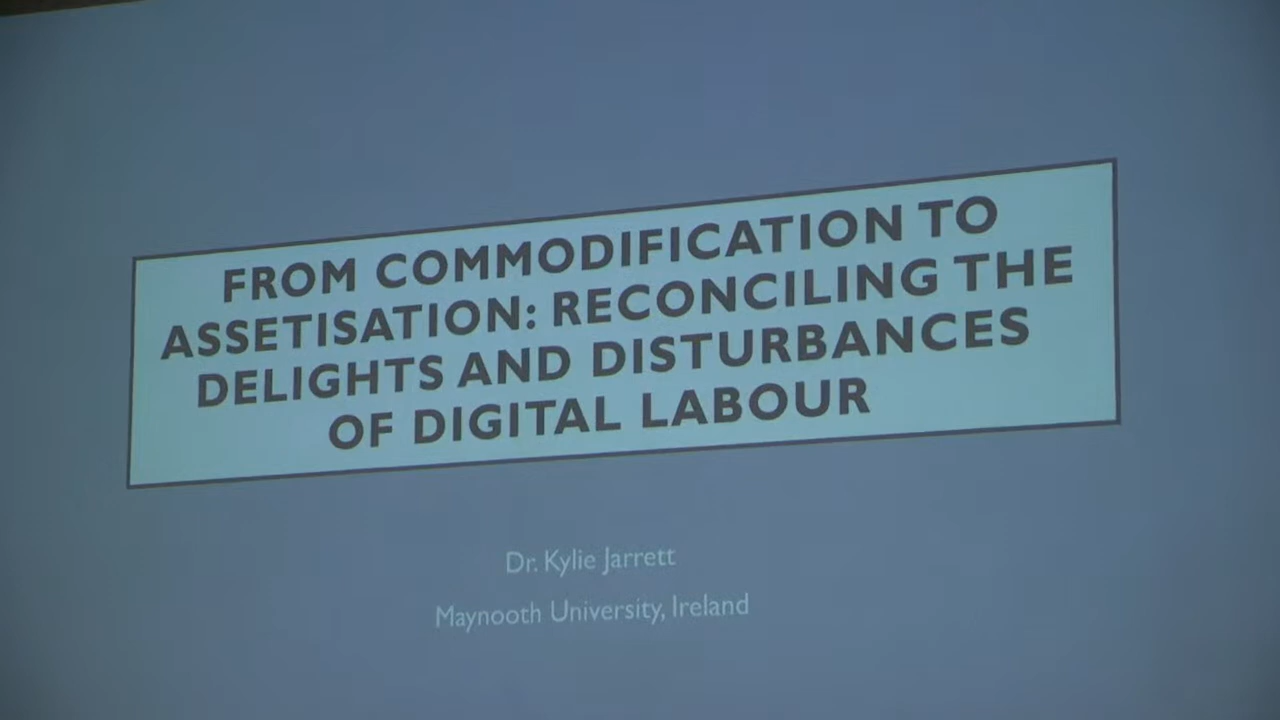 FROM COMMODIFICATION TO
ASSETISATION: RECONCILING THE
DELIGHTS AND DISTURBANCES
OF DIGITAL LABOUR
Dr. Kylie Jarrett
Maynooth University, Ireland